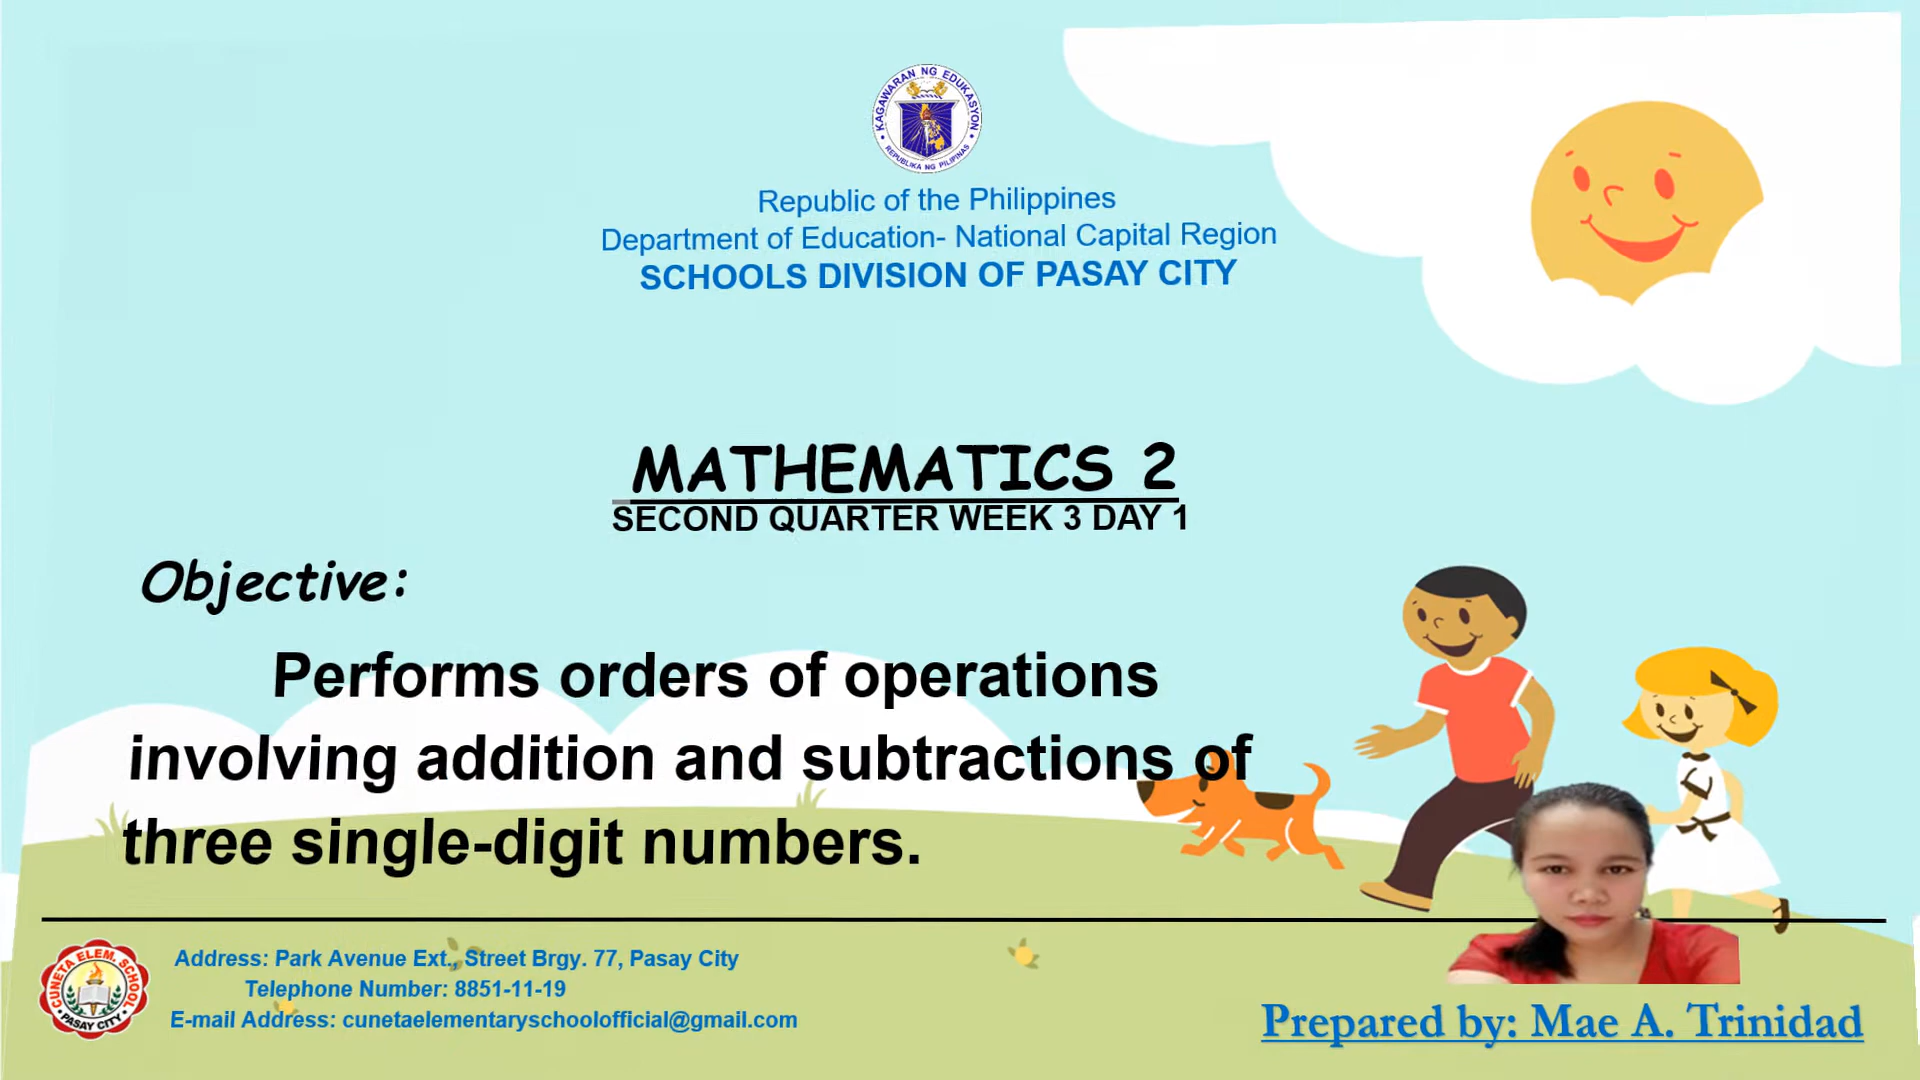 KAGAWARAN NG EDUKASYON
REPUBLIKA NG PILIPINAS
Republic of the Philippines
Department of Education- National Capital Region
SCHOOLS DIVISION OF PASAY CITY
MATHEMATICS 2
SECOND QUARTER WEEK 3 DAY 1
Objective:
Performs orders of operations
involving addition and subtractions of
three single-digit numbers.
CUNETA ELEM. SCHOOL
PASAY CITY
Address: Park Avenue Ext., Street Brgy. 77, Pasay City
Telephone Number: 8851-11-19
E-mail Address: cunetaelementaryschoolofficial@gmail.com
Prepared by: Mae A. Trinidad